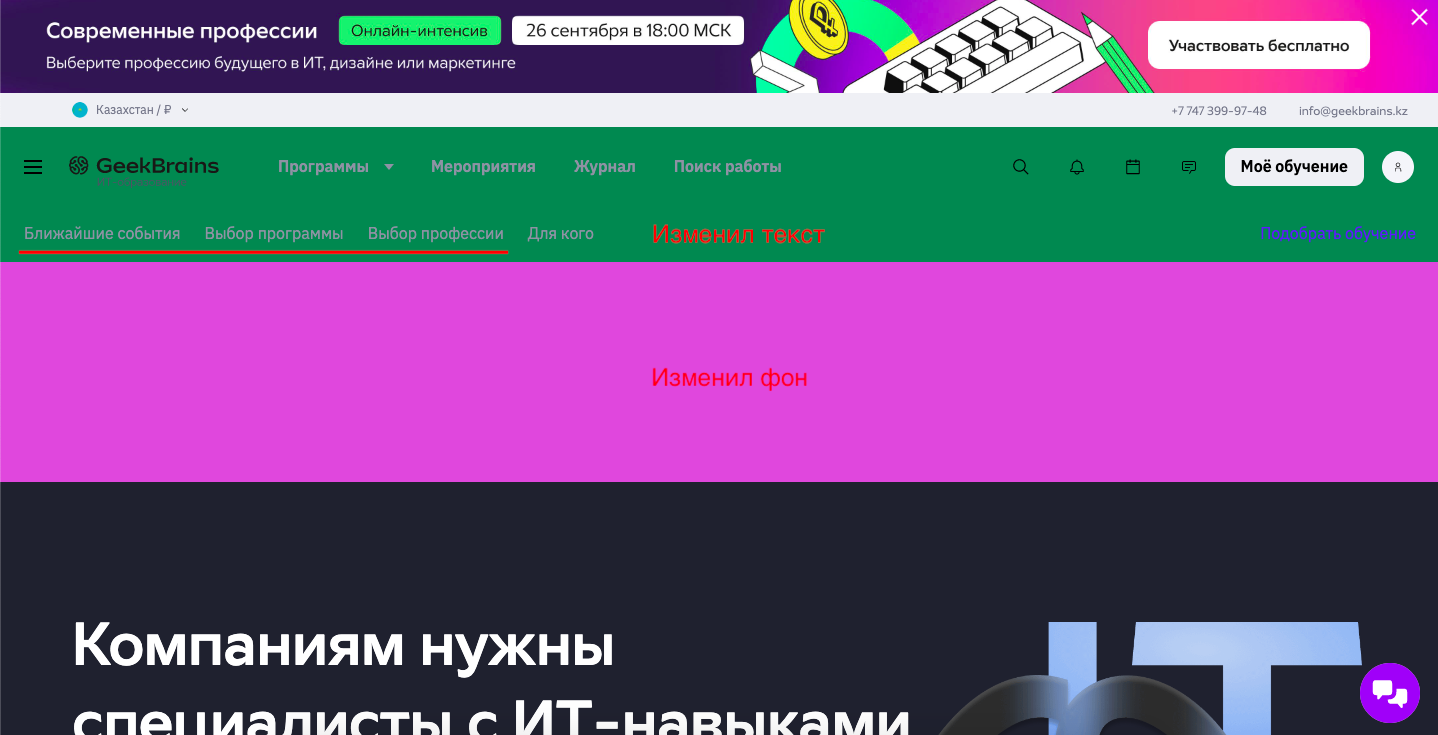 Современные профессии Онлайн-интенсив 26 сентября в 18:00 МСК
Выберите профессию будущего в ИТ, дизайне или маркетинге
Участвовать бесплатно
Казахстан / ₽ +7 747 399-97-48 info@geekbrains.kz
GeekBrains Программы Мероприятия Журнал Поиск работы Моё обучение
Ближайшие события Выбор программы Выбор профессии Для кого Изменил текст Подобрать обучение
Изменил фон
Компаниям нужны
специалисты с ИТ-навыками
ИТ